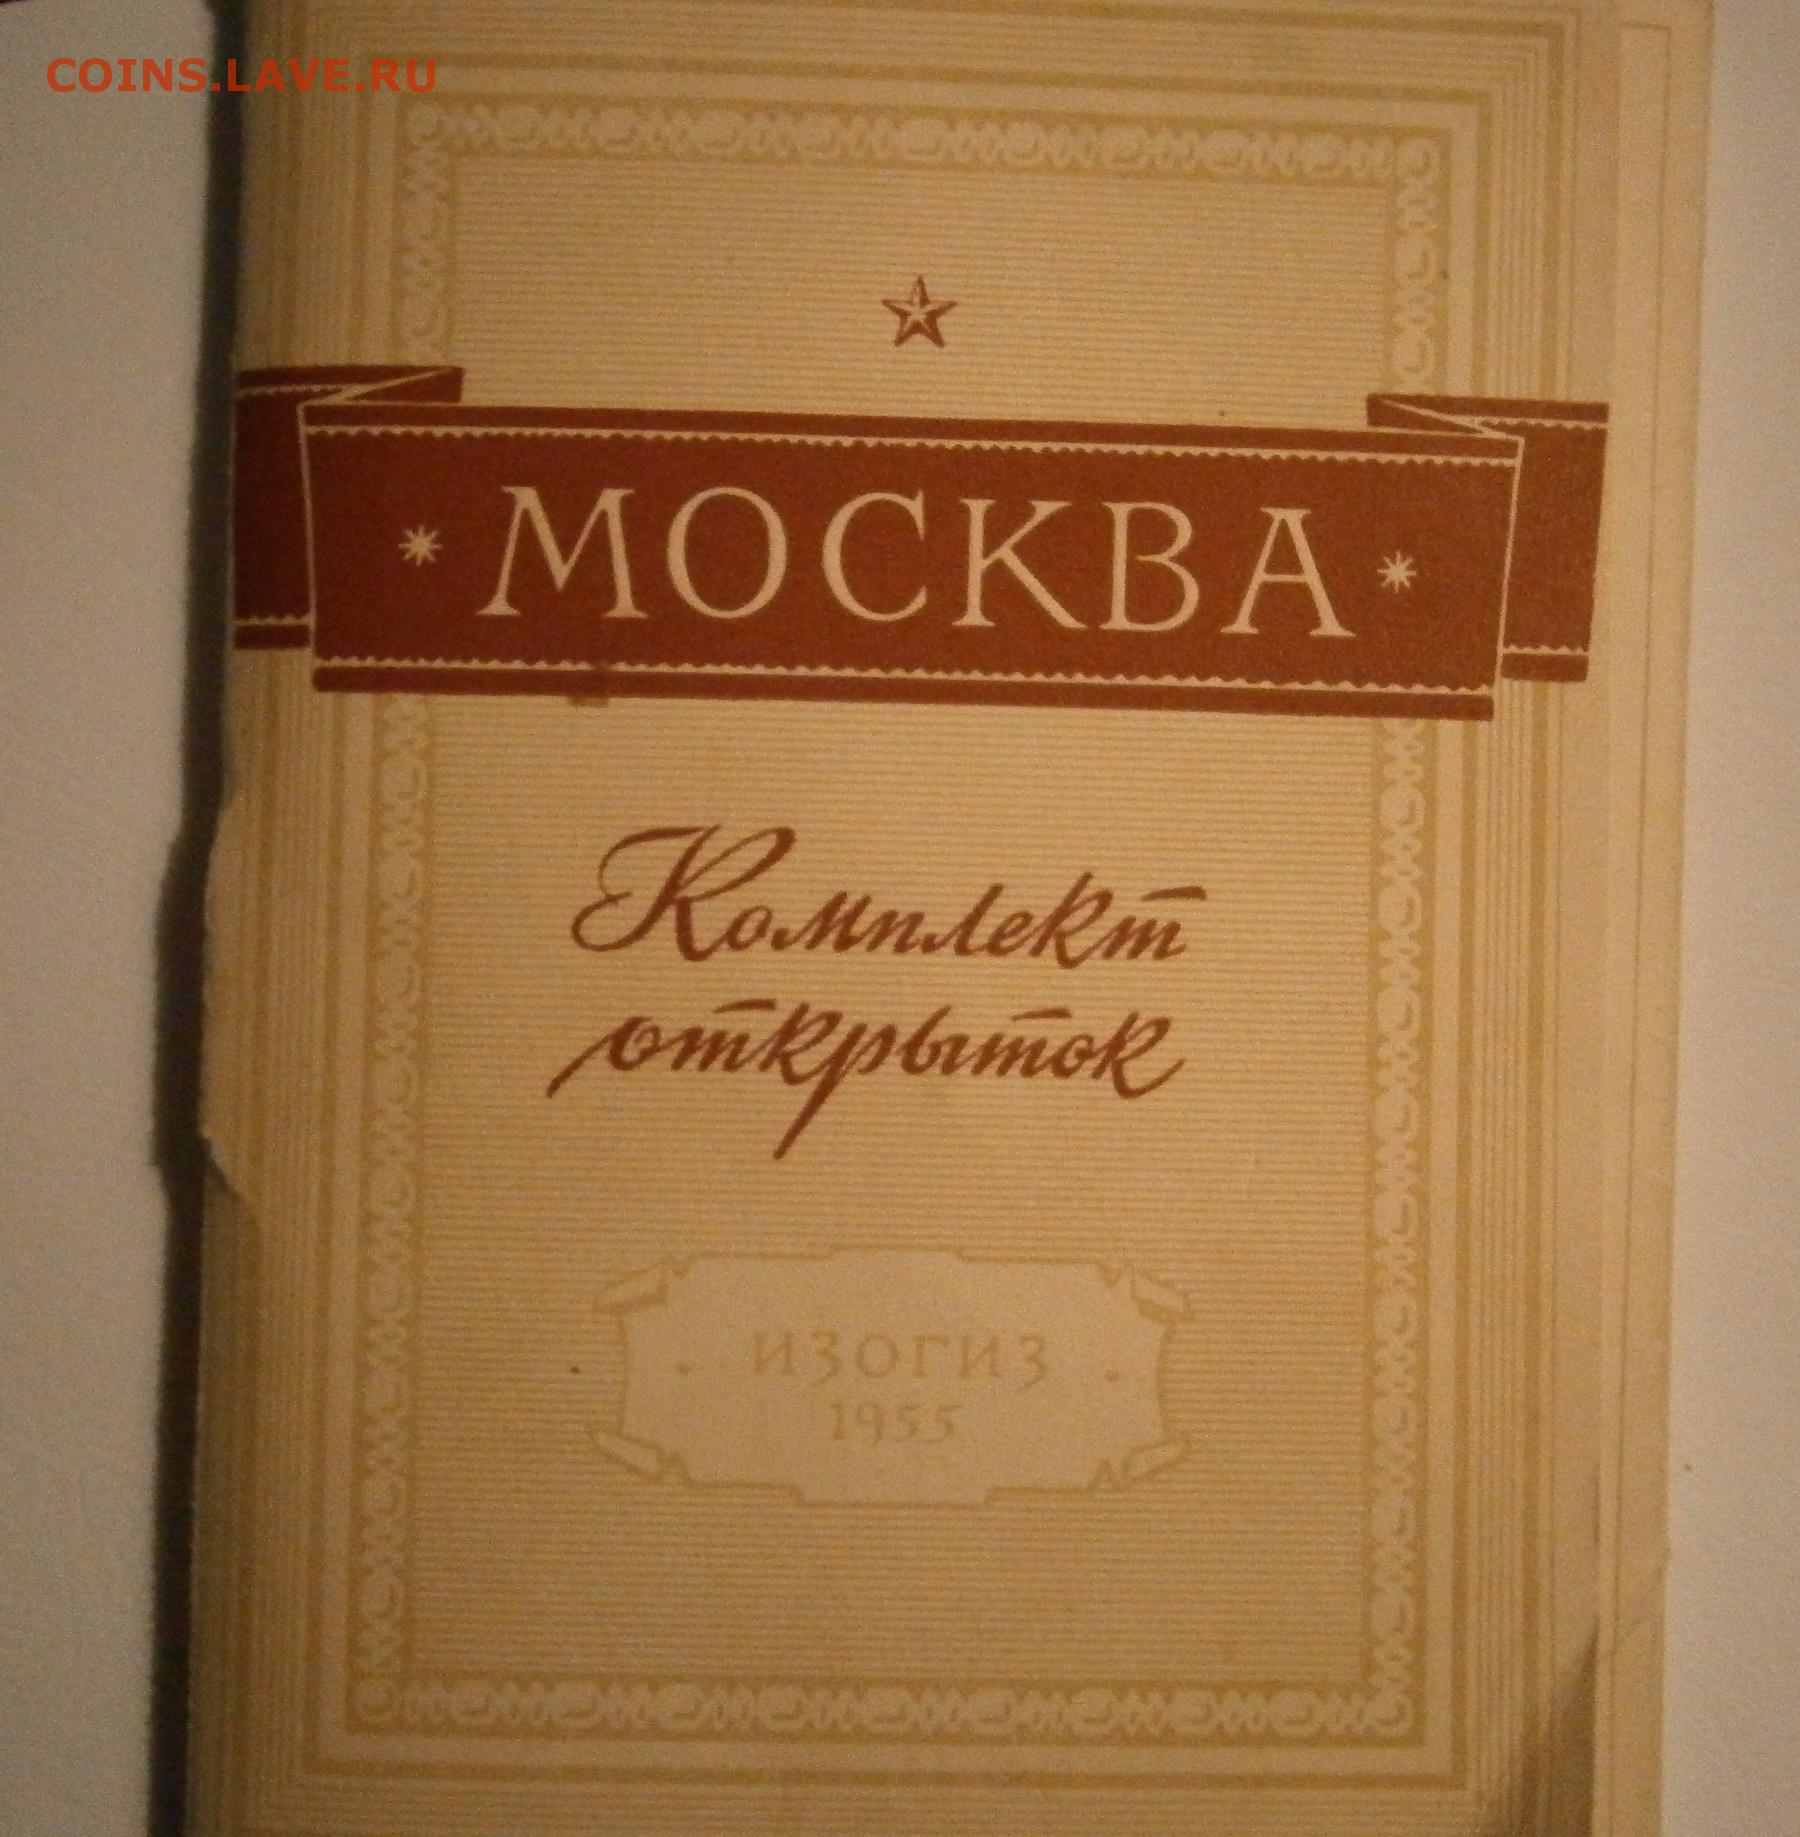 COINS.LAVE.RU
МОСКВА
Комплект
открыток
ИЗОГИЗ
1955